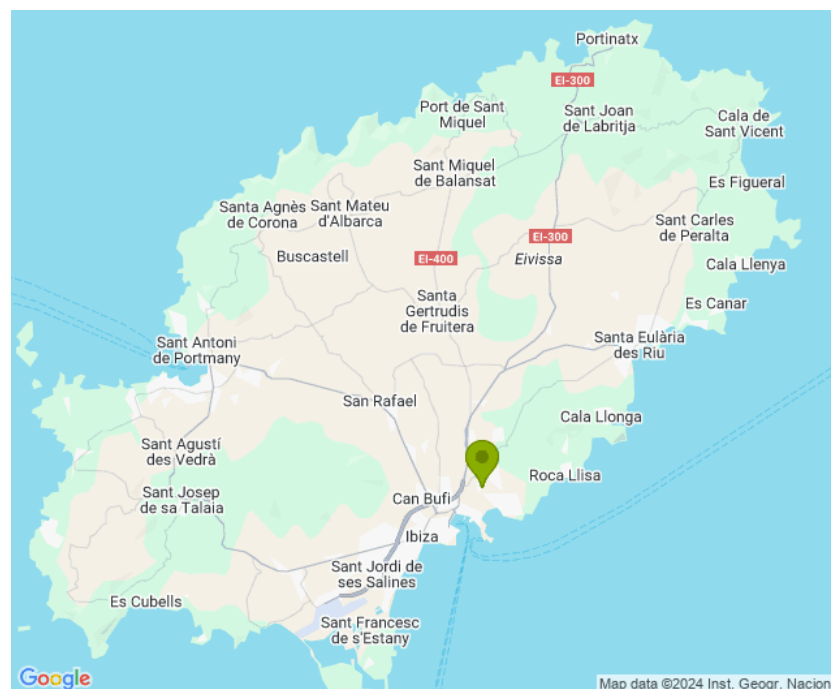 Portinatx
EI-300
Port de Sant
Miquel
Sant Joan
de Labritja
Cala de
Sant Vicent
Sant Miquel
de Balansat
Es Figueral
Santa Agnès
de Corona
Sant Mateu
d'Albarca
Sant Carles
de Peralta
EI-300
Buscastell
EI-400
Eivissa
Cala Llenya
Santa
Gertrudis
de Fruitera
Es Canar
Sant Antoni
de Portmany
Santa Eulària
des Riu
San Rafael
Cala Llonga
Sant Agustí
des Vedrà
Roca Llisa
Sant Josep
de sa Talaia
Can Bufí
Ibiza
Sant Jordi de
ses Salines
Es Cubells
Sant Francesc
de s'Estany
Google
Map data ©2024 Inst. Geogr. Nacion